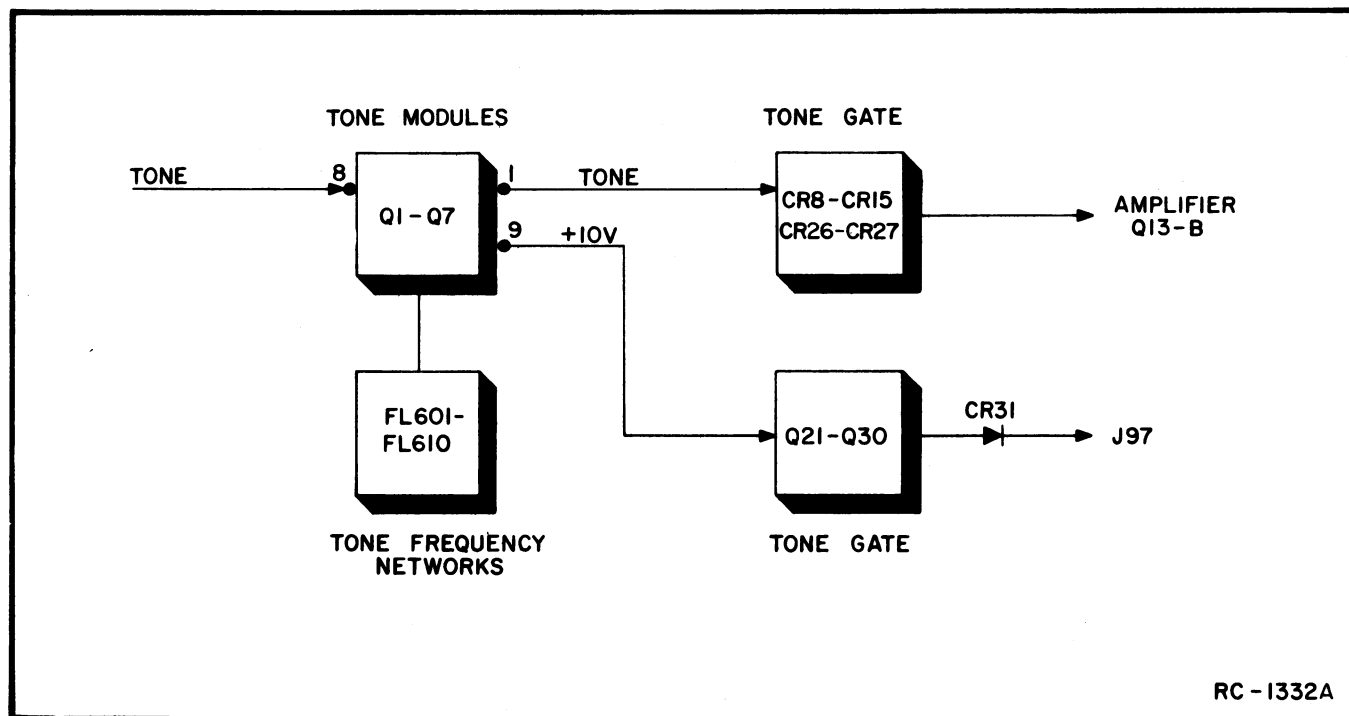 TONE MODULES
TONE GATE
TONE
8
Q1-Q7
1
TONE
9
+10V
CR8-CR15
CR26-CR27
AMPLIFIER
Q13-B
FL601-
FL610
Q21-Q30
CR31
J97
TONE FREQUENCY
NETWORKS
TONE GATE
RC-1332A